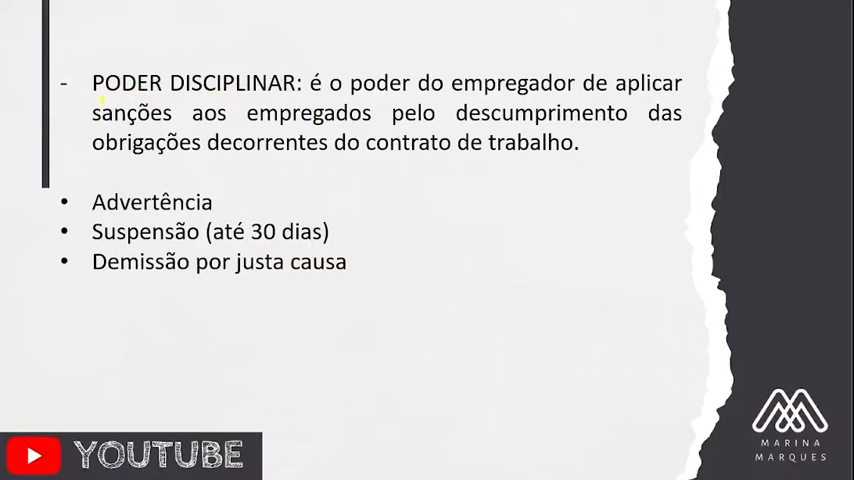 - PODER DISCIPLINAR: é o poder do empregador de aplicar
sanções aos empregados pelo descumprimento das
obrigações decorrentes do contrato de trabalho.
• Advertência
• Suspensão (até 30 dias)
• Demissão por justa causa
YOUTUBE
MARINA
MARQUES